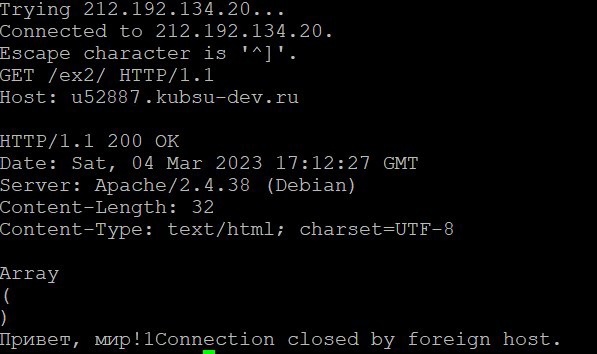 Trying 212.192.134.20...
Connected to 212.192.134.20.
Escape character is '^]'.
GET /ex2/ HTTP/1.1
Host: u52887.kubsu-dev.ru
HTTP/1.1 200 OK
Date: Sat, 04 Mar 2023 17:12:27 GMT
Server: Apache/2.4.38 (Debian)
Content-Length: 32
Content-Type: text/html; charset=UTF-8
Array
(
)
Привет, мир!1Connection closed by foreign host.